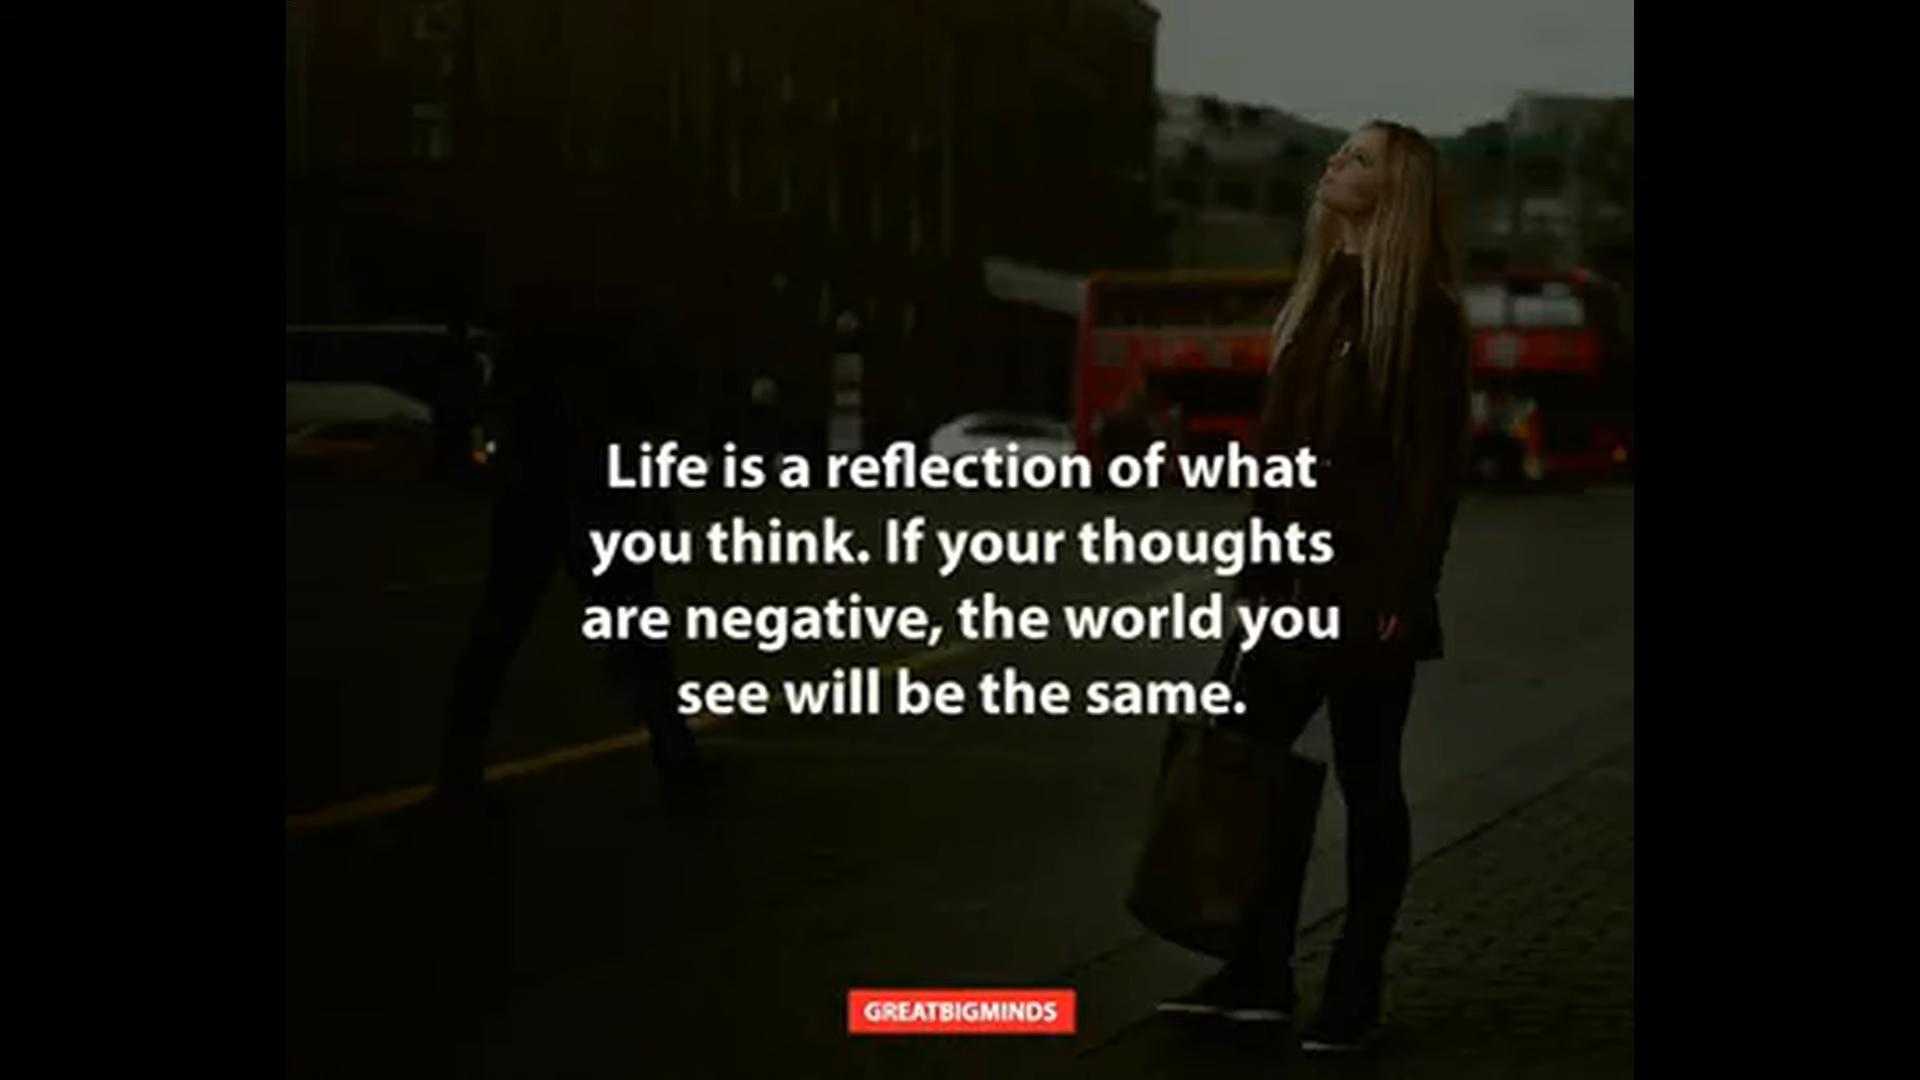 Life is a reflection of what
you think. If your thoughts
are negative, the world you
see will be the same.
GREATBIGMINDS